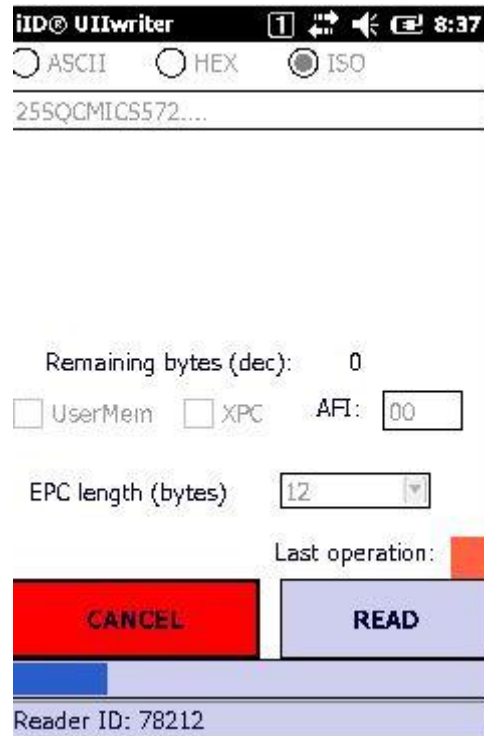 iID® UIIwriter 1 8:37
ASCII HEX ISO
25SQCMICS572....
Remaining bytes (dec): 0
UserMem XPC AFI: 00
EPC length (bytes) 12
Last operation:
CANCEL READ
Reader ID: 78212